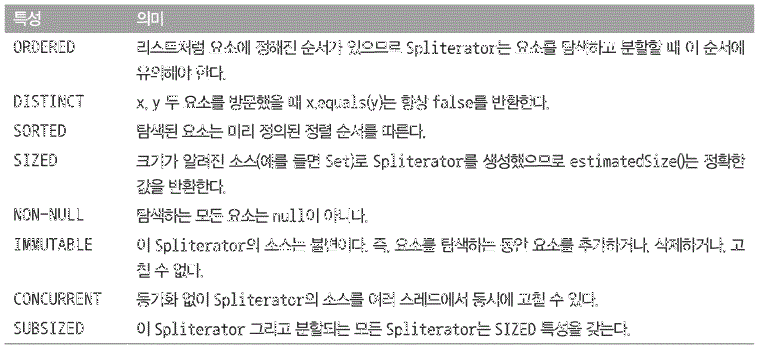 특성 의미
ORDERED 리스트처럼 요소에 정해진 순서가 있으므로 Spliterator는 요소를 탐색하고 분할할 때 이 순서에
유의해야 한다.
DISTINCT x, y 두 요소를 방문했을 때 x.equals(y)는 항상 false를 반환한다.
SORTED 탐색된 요소는 미리 정의된 정렬 순서를 따른다.
SIZED 크기가 알려진 소스(예를 들면 Set)로 Spliterator를 생성했으므로 estimatedSize()는 정확한
값을 반환한다.
NON-NULL 탐색하는 모든 요소는 null이 아니다.
IMMUTABLE 이 Spliterator의 소스는 불변이다. 즉, 요소를 탐색하는 동안 요소를 추가하거나, 삭제하거나, 고
칠 수 없다.
CONCURRENT 동기화 없이 Spliterator의 소스를 여러 스레드에서 동시에 고칠 수 있다.
SUBSIZED 이 Spliterator 그리고 분할되는 모든 Spliterator는 SIZED 특성을 갖는다.